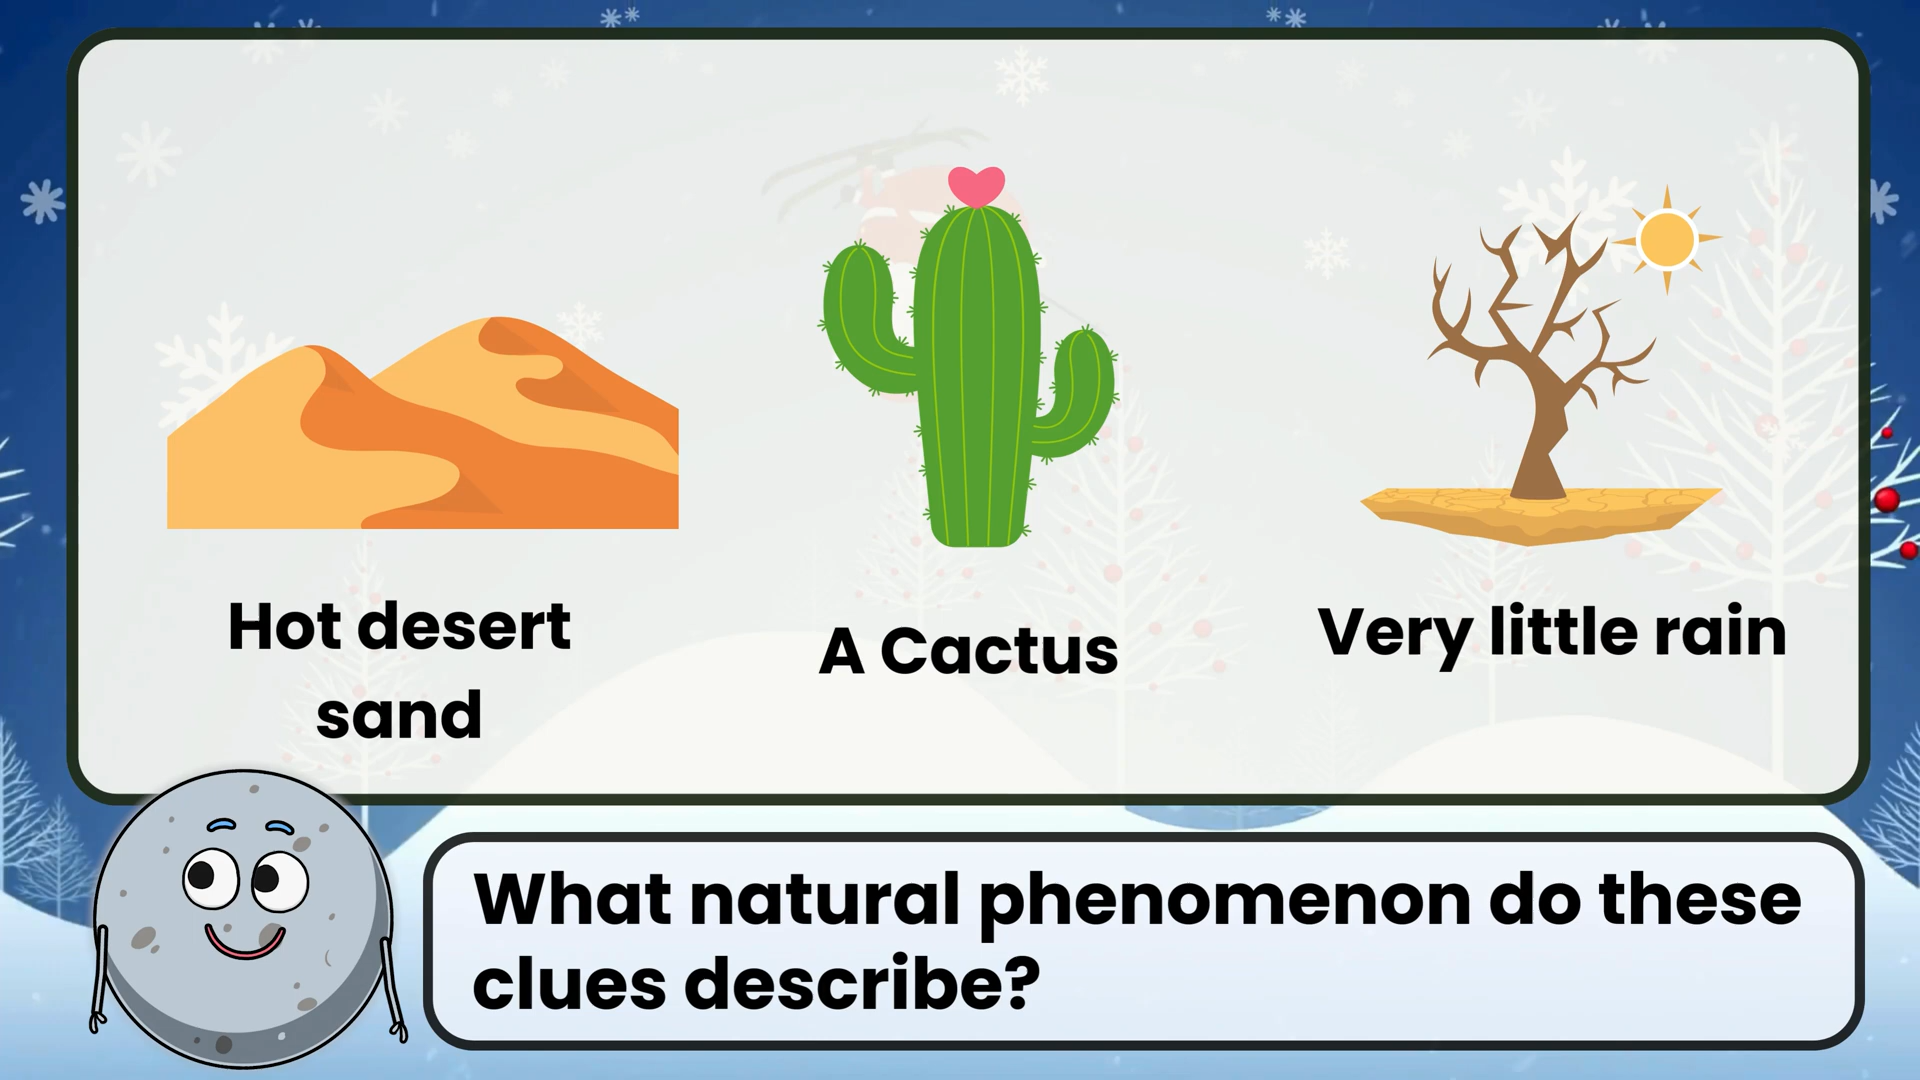 Hot desert
sand
A Cactus
Very little rain
What natural phenomenon do these
clues describe?